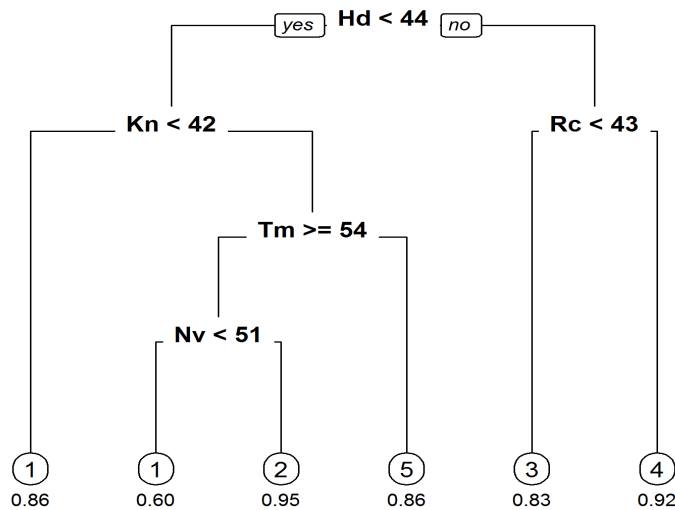 yes Hd < 44 no
Kn < 42 Rc < 43
Tm >= 54
Nv < 51
1 1 2 5 3 4
0.86 0.60 0.95 0.86 0.83 0.92